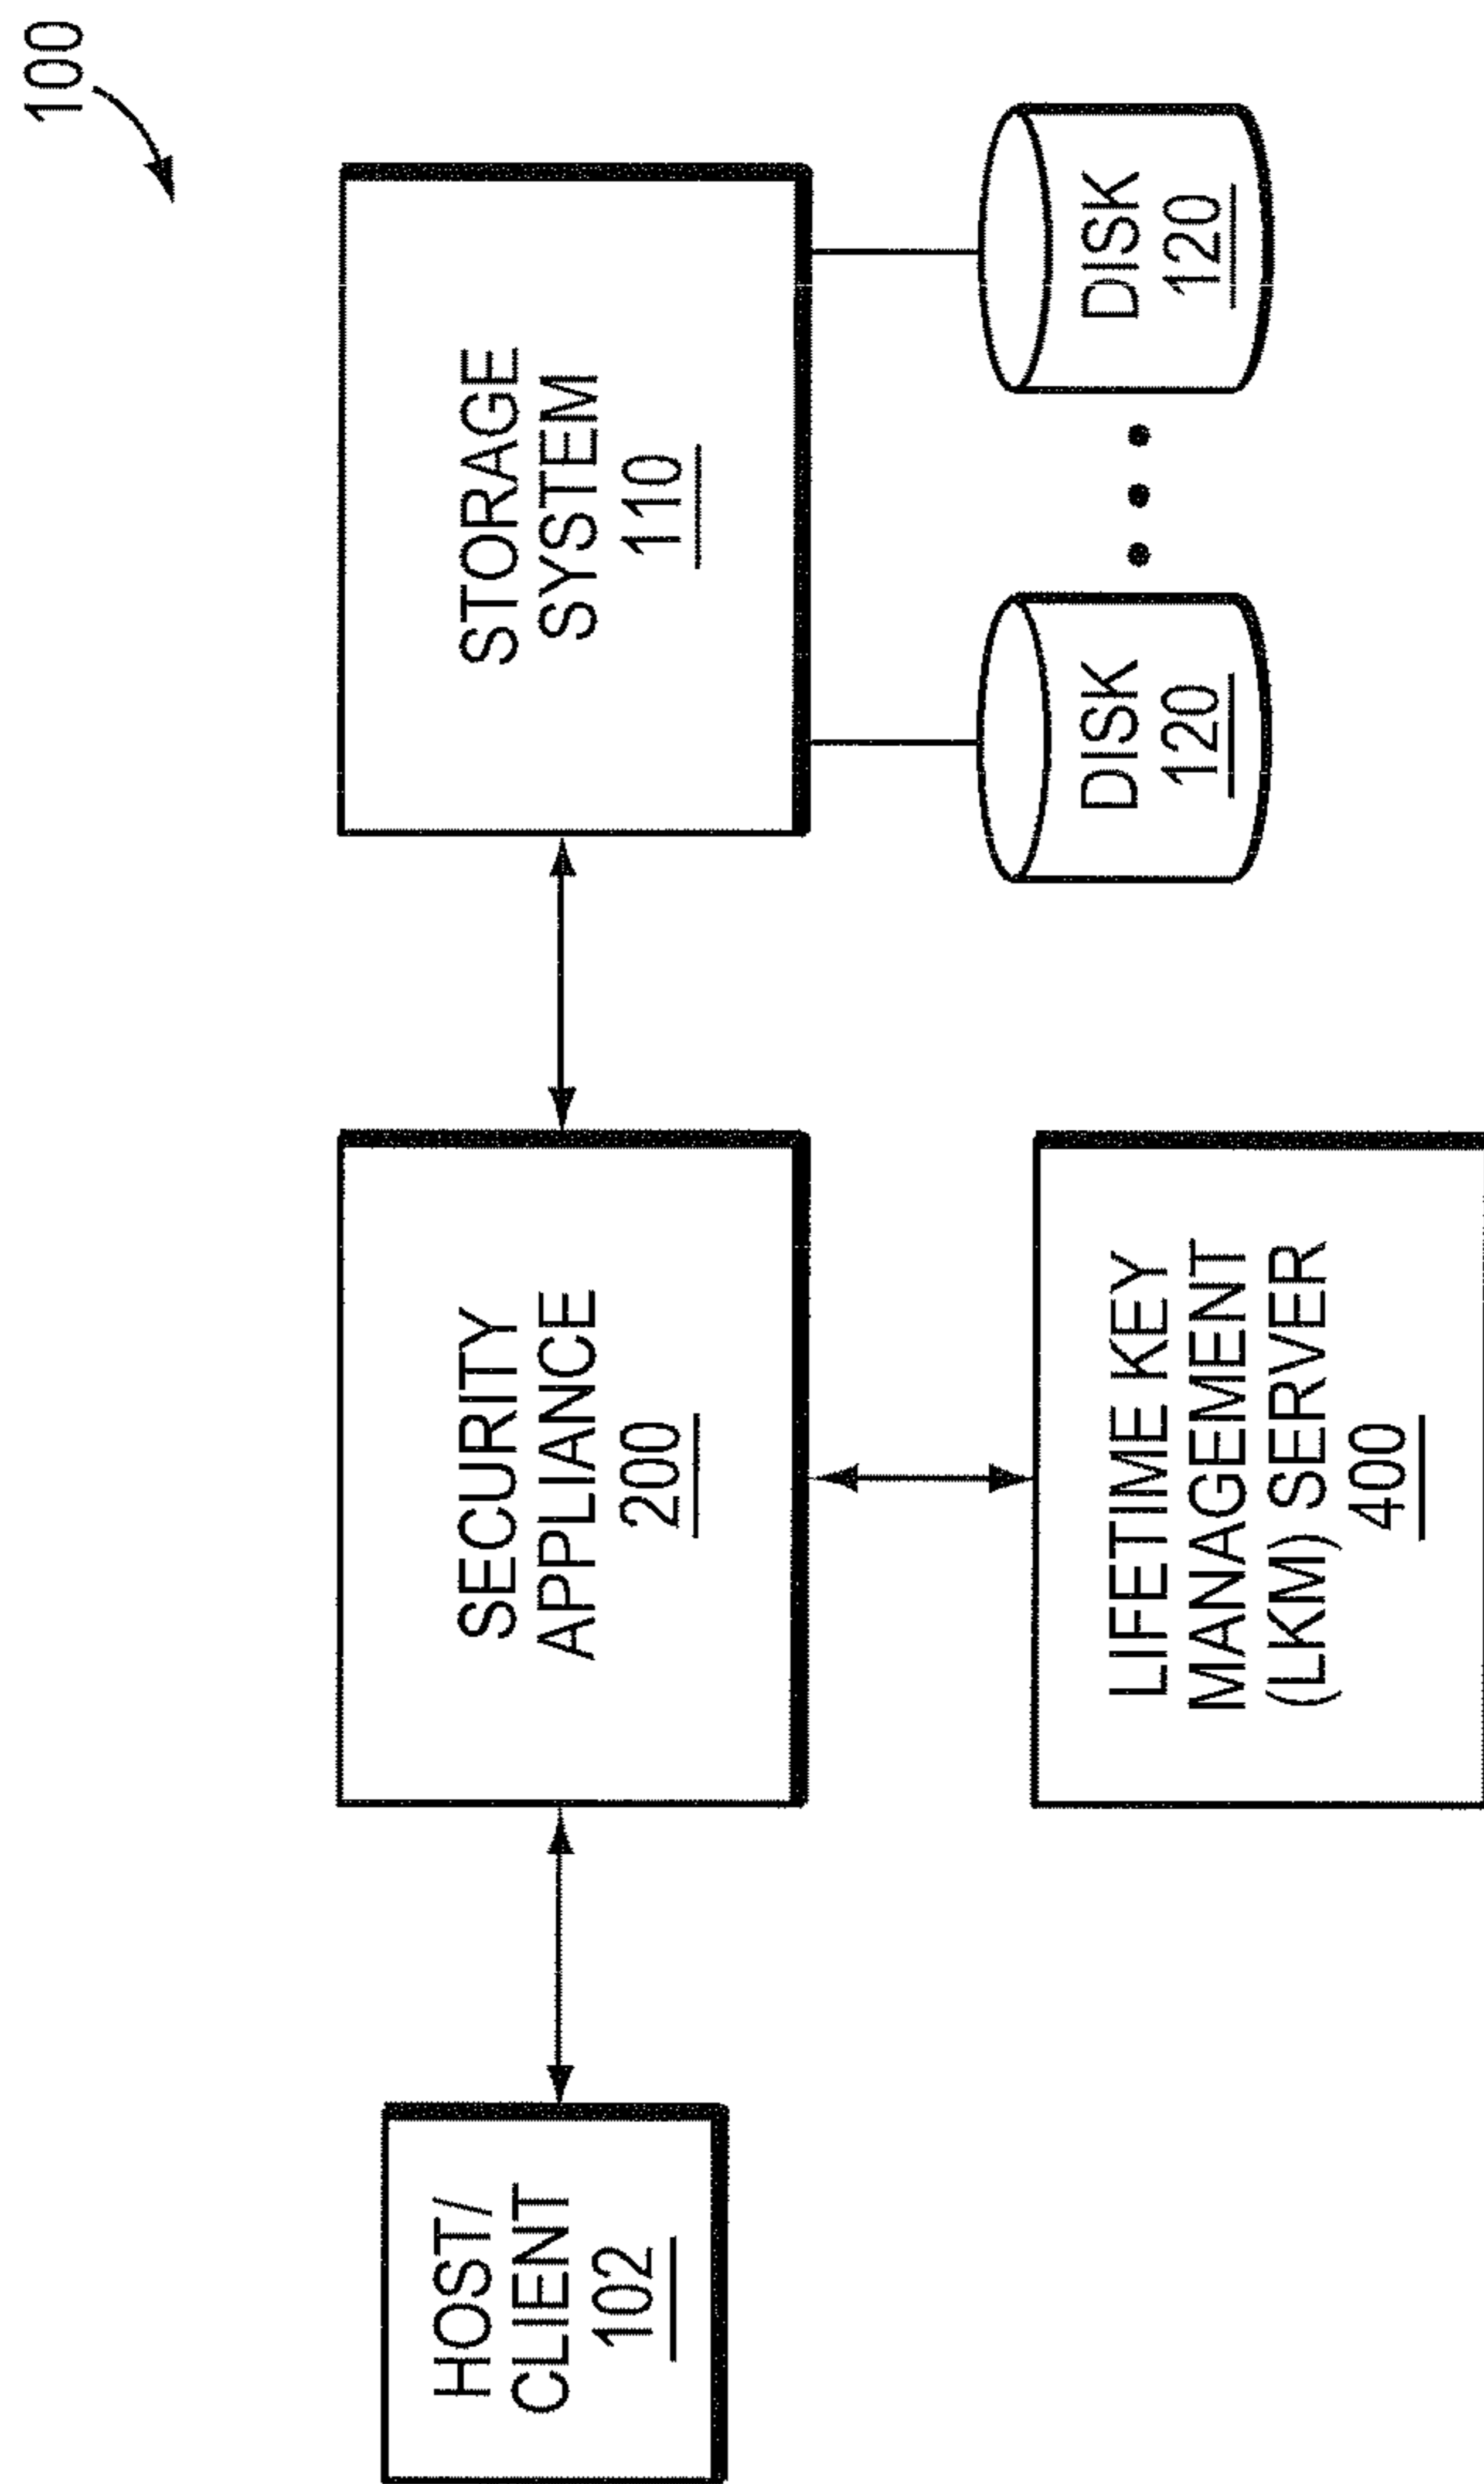 100
HOST/
CLIENT
102
SECURITY
APPLIANCE
200
STORAGE
SYSTEM
110
LIFETIME KEY
MANAGEMENT
(LKM) SERVER
400
DISK
120
DISK
120